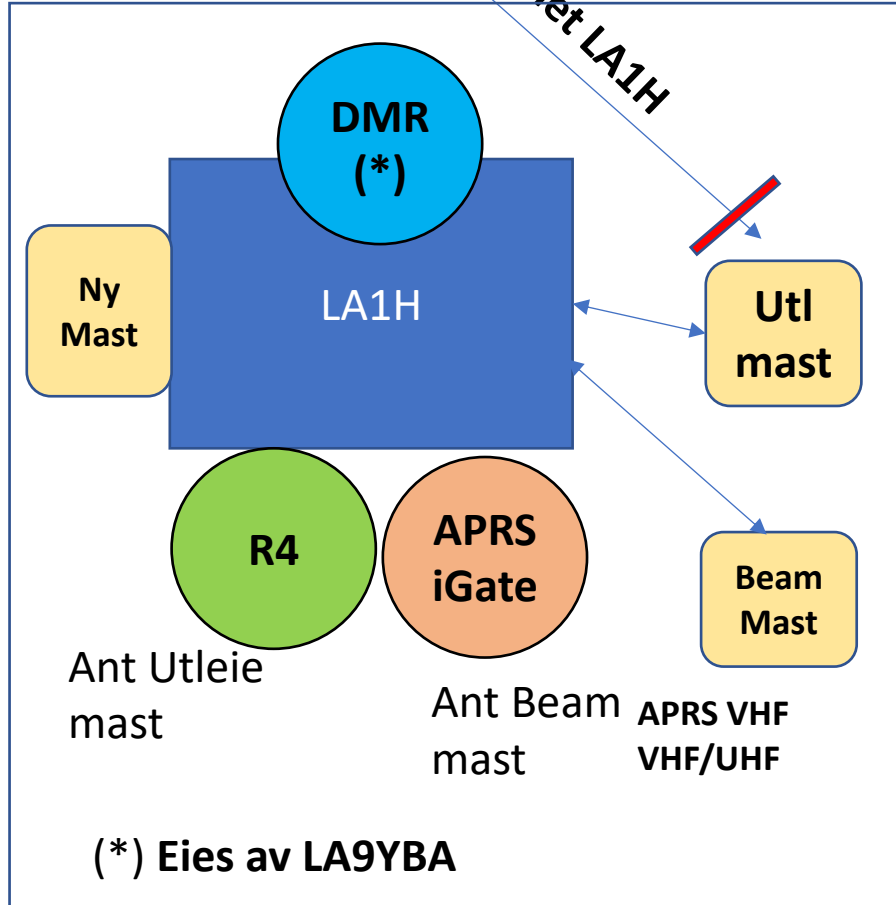 LA1H
DMR
(*)
Ny
Mast
LA1H
Utl
mast
R4
APRS
iGate
Beam
Mast
Ant Utleie
mast
Ant Beam
mast
APRS VHF
VHF/UHF
(*) Eies av LA9YBA